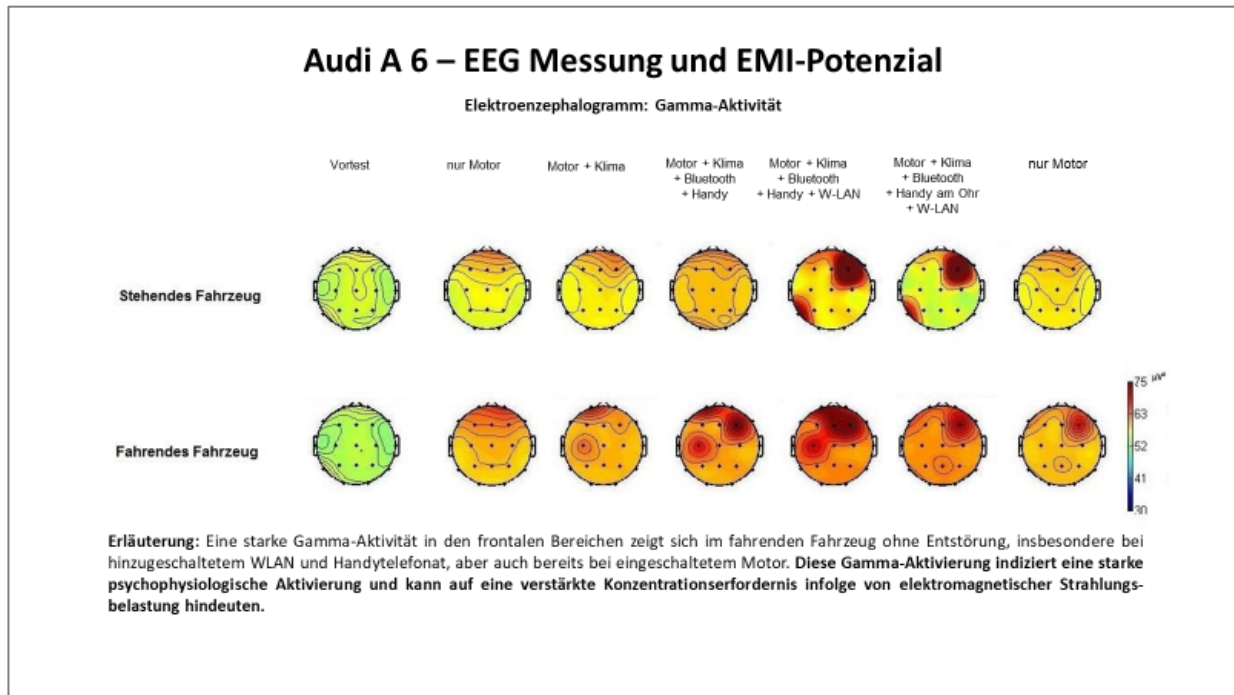 Audi A 6 – EEG Messung und EMI-Potenzial
Elektroenzephalogramm: Gamma-Aktivität
Vortest
nur Motor
Motor + Klima
Motor + Klima
+ Bluetooth
+ Handy
Motor + Klima
+ Bluetooth
+ Handy + W-LAN
Motor + Klima
+ Bluetooth
+ Handy am Ohr
+ W-LAN
nur Motor
Stehendes Fahrzeug
Fahrendes Fahrzeug
75
63
52
41
30
Erläuterung: Eine starke Gamma-Aktivität in den frontalen Bereichen zeigt sich im fahrenden Fahrzeug ohne Entstörung, insbesondere bei
hinzugeschaltetem WLAN und Handytelefonat, aber auch bereits bei eingeschaltetem Motor. Diese Gamma-Aktivierung indiziert eine starke
psychophysiologische Aktivierung und kann auf eine verstärkte Konzentrationserfordernis infolge von elektromagnetischer Strahlungs-
belastung hindeuten.